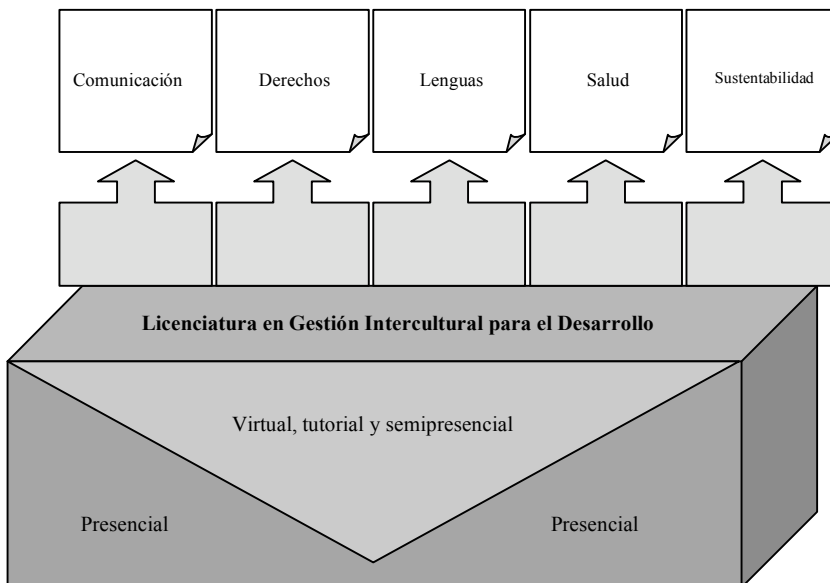 Comunicación
Derechos
Lenguas
Salud
Sustentabilidad
Licenciatura en Gestión Intercultural para el Desarrollo
Virtual, tutorial y semipresencial
Presencial
Presencial